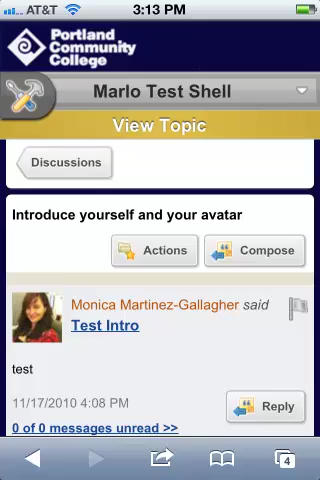 AT&T 3:13 PM
Portland
Community
College
Marlo Test Shell
View Topic
Discussions
Introduce yourself and your avatar
Actions Compose
Monica Martinez-Gallagher said
Test Intro
test
11/17/2010 4:08 PM
Reply
0 of 0 messages unread >>
4